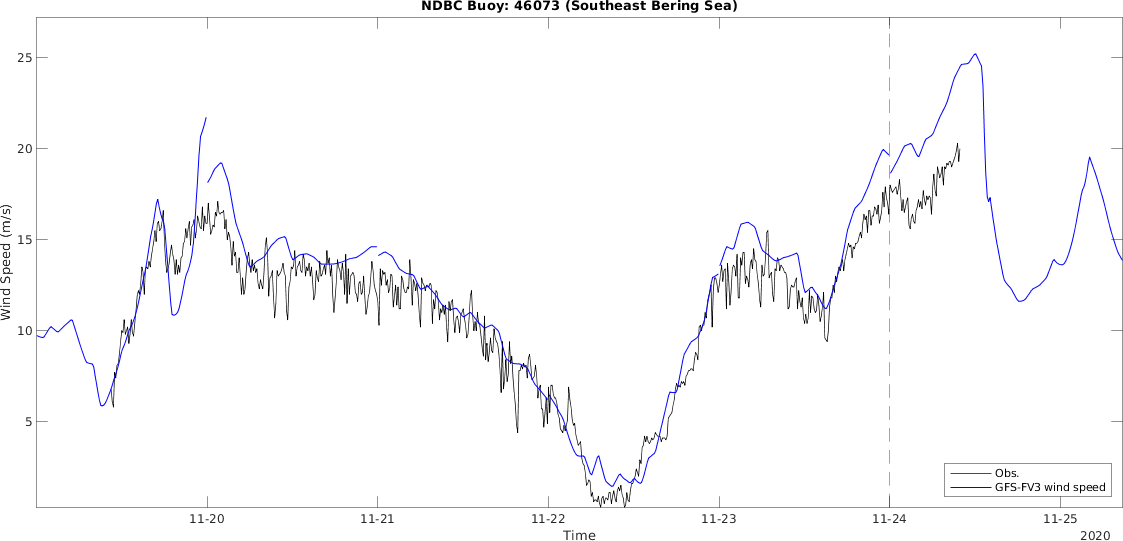 NDBC Buoy: 46073 (Southeast Bering Sea)
25
20
15
10
5
Wind Speed (m/s)
11-20
11-21
11-22
11-23
11-24
11-25
Time
2020
Obs.
GFS-FV3 wind speed